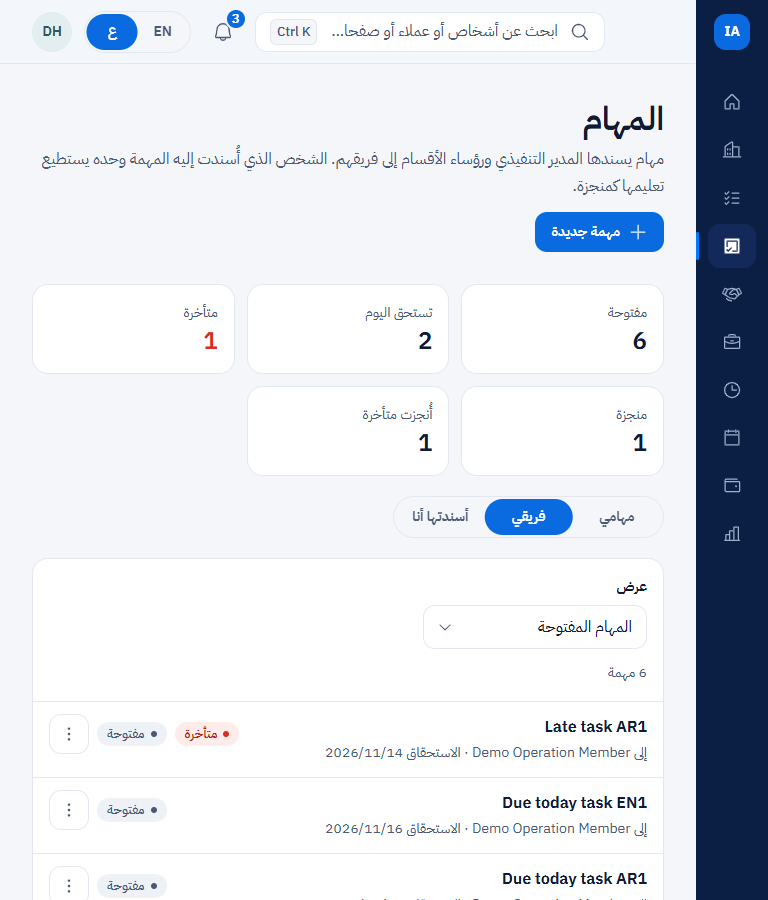 IA
ابحث عن أشخاص أو عملاء أو صفحا...
Ctrl K
3
EN
ع
DH
المهام
مهام يسندها المدير التنفيذي ورؤساء الأقسام إلى فريقهم. الشخص الذي أُسندت إليه المهمة وحده يستطيع
تعليمها كمنجزة.
مهمة جديدة
مفتوحة
6
تستحق اليوم
2
متأخرة
1
منجزة
1
أُنجزت متأخرة
1
مهامي
فريقي
أسندتها أنا
عرض
المهام المفتوحة
6 مهمة
Late task AR1
إلى Demo Operation Member · الاستحقاق 2026/11/14
متأخرة
مفتوحة
Due today task EN1
إلى Demo Operation Member · الاستحقاق 2026/11/16
مفتوحة
Due today task AR1
مفتوحة